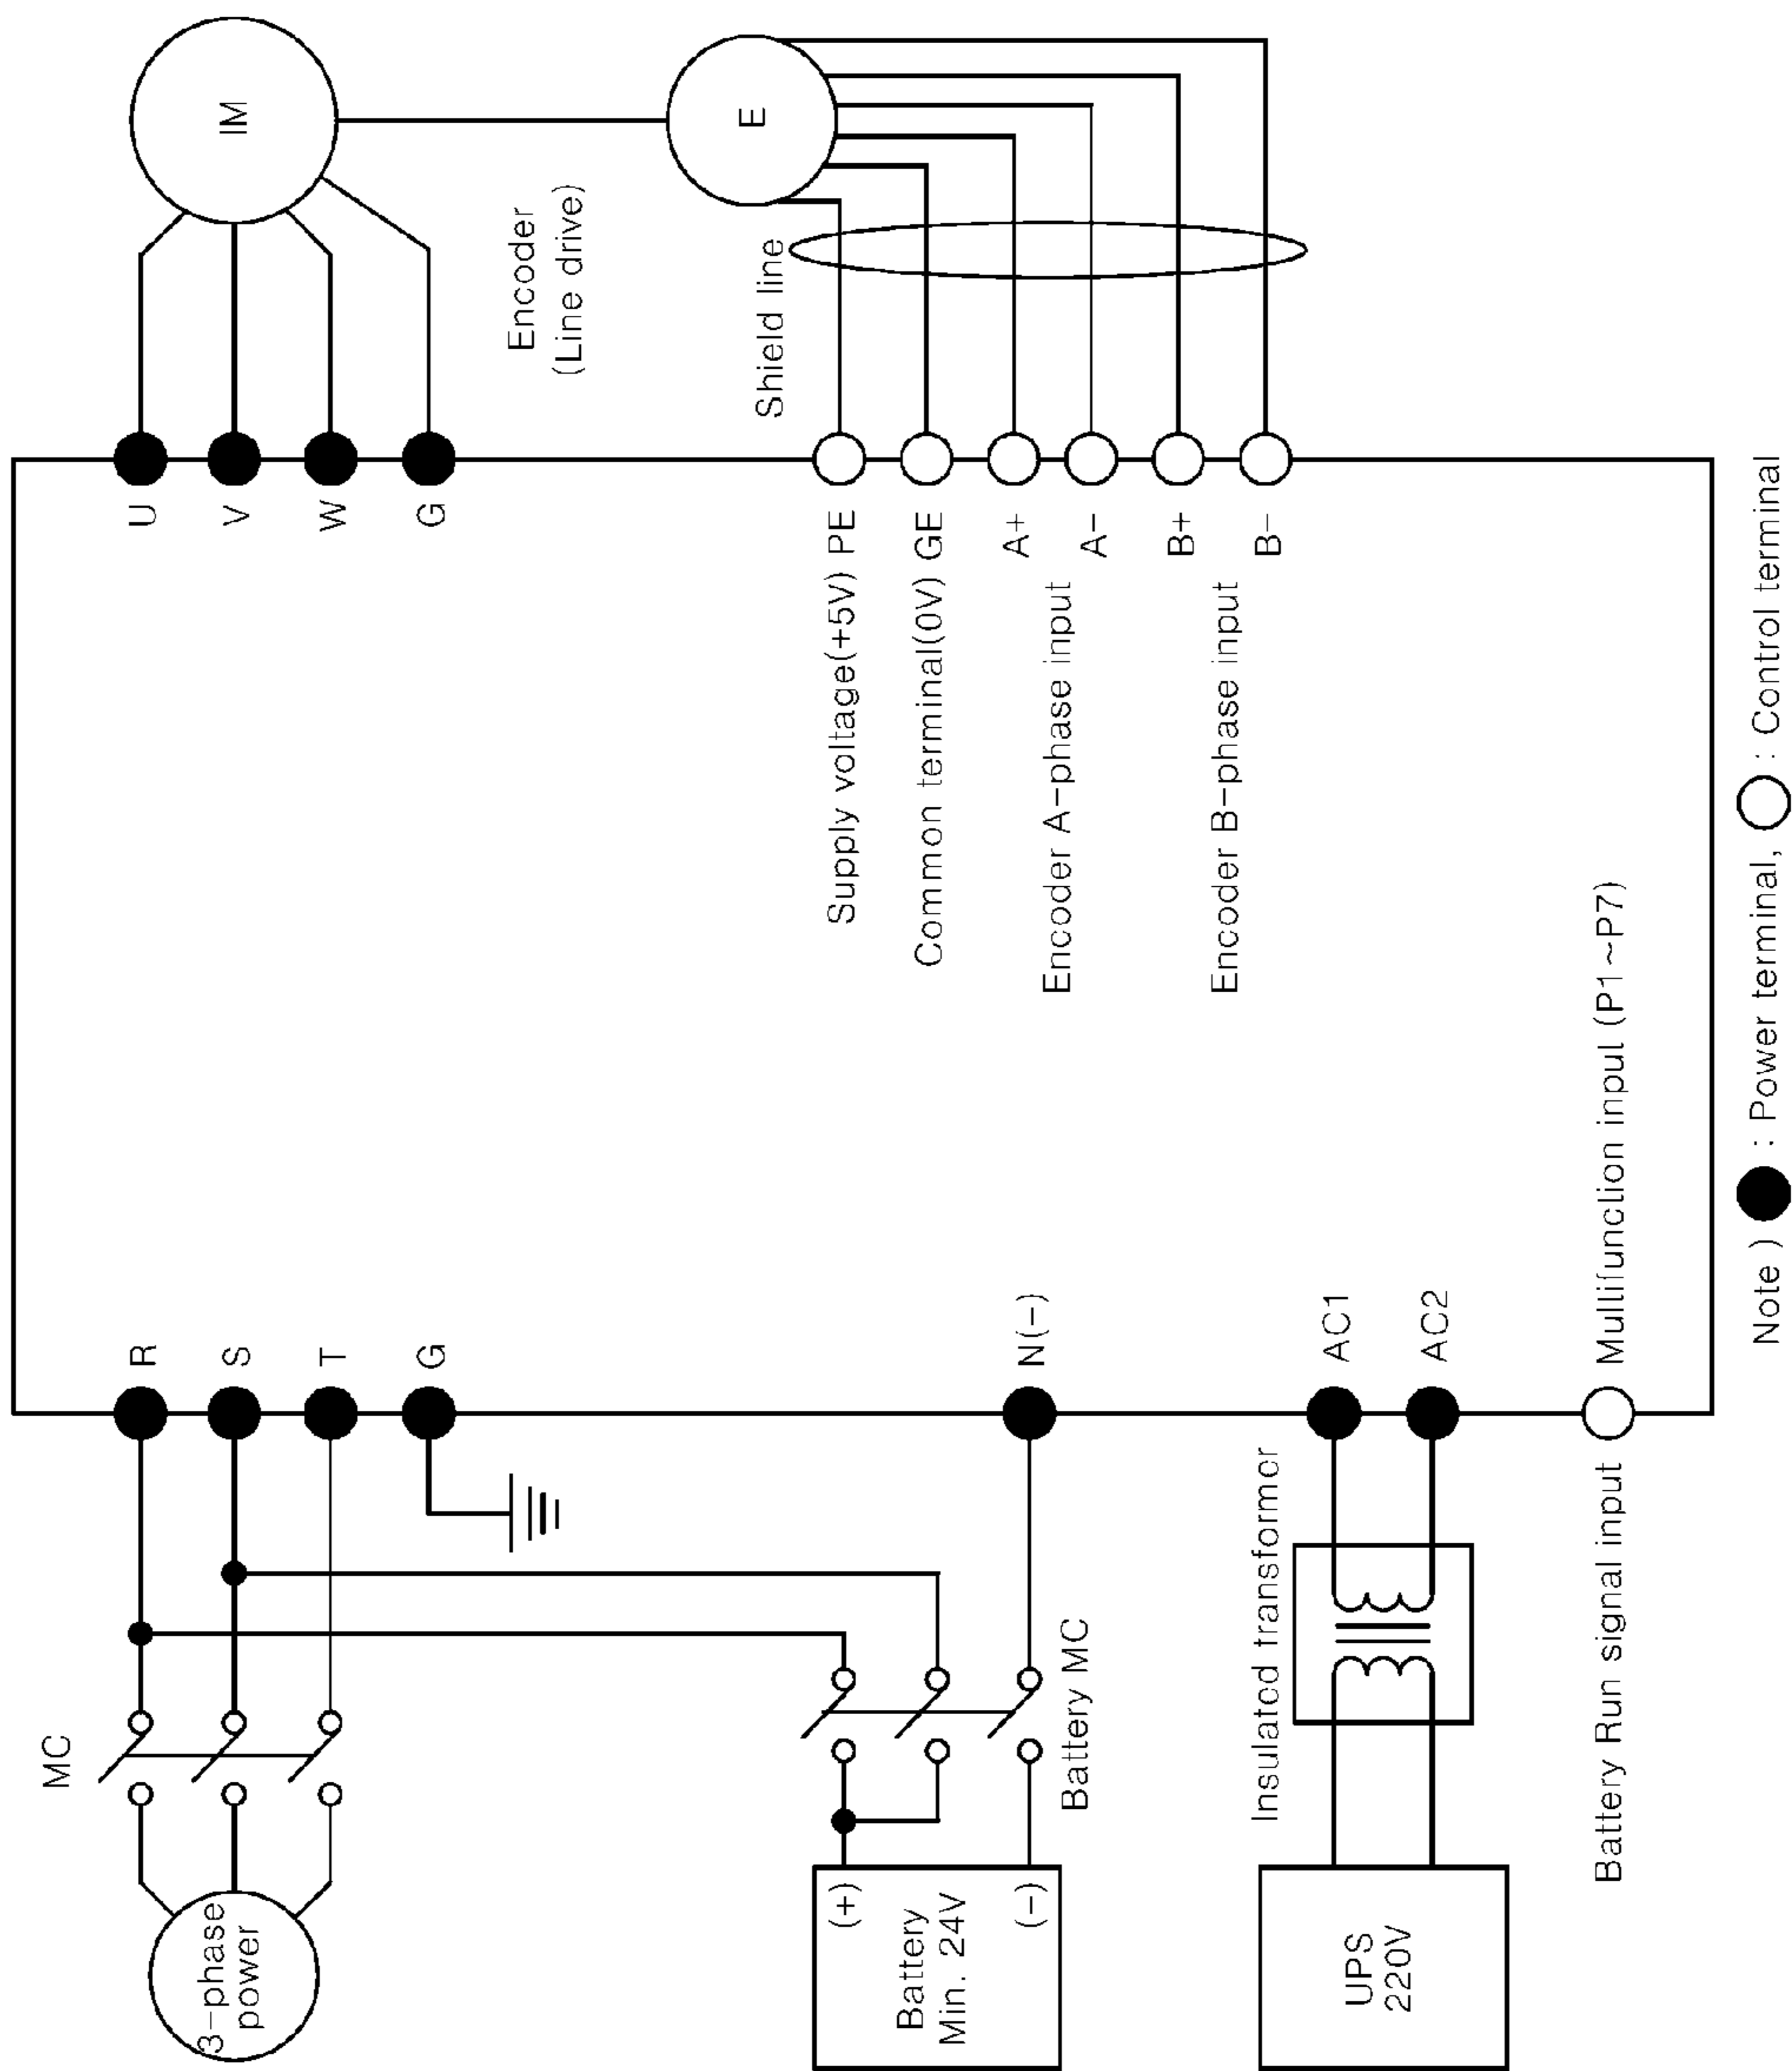 MC
3-phase
power
R
S
T
G
U
V
W
G
IM
Encoder
(Line drive)
Shield line
E
Supply voltage(+5V) PE
Common terminal(0V) GE
A+
Encoder A-phase input
A-
B+
Encoder B-phase input
B-
(+)
Battery
Min. 24V
(-)
N(-)
Battery MC
Insulated transformer
AC1
AC2
UPS
220V
Battery Run signal input
Multifunction input (P1~P7)
Note ) : Power terminal, : Control terminal